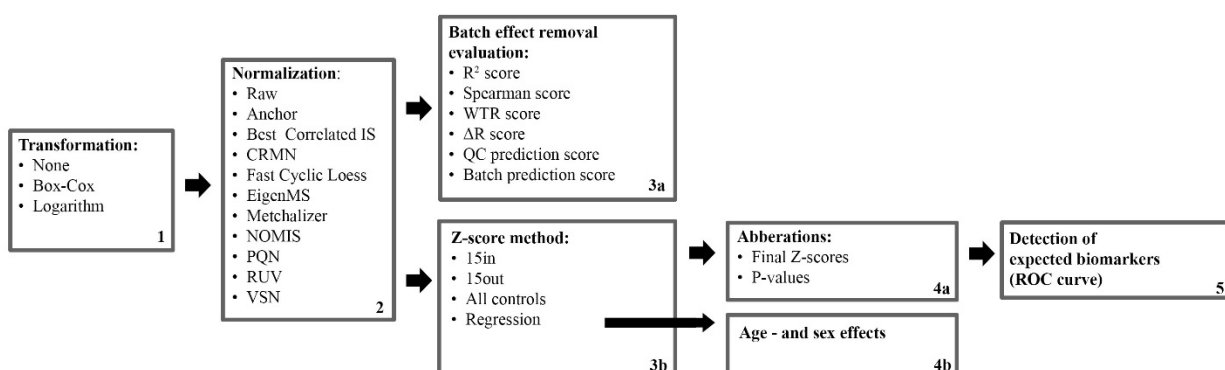 Transformation:
• None
• Box-Cox
• Logarithm
1
Normalization:
• Raw
• Anchor
• Best Correlated IS
• CRMN
• Fast Cyclic Loess
• EigenMS
• Metchalizer
• NOMIS
• PQN
• RUV
• VSN
2
Batch effect removal
evaluation:
• R² score
• Spearman score
• WTR score
• ΔR score
• QC prediction score
• Batch prediction score
3a
Z-score method:
• 15in
• 15out
• All controls
• Regression
3b
Abberations:
• Final Z-scores
• P-values
4a
Age - and sex effects
4b
Detection of
expected biomarkers
(ROC curve)
5